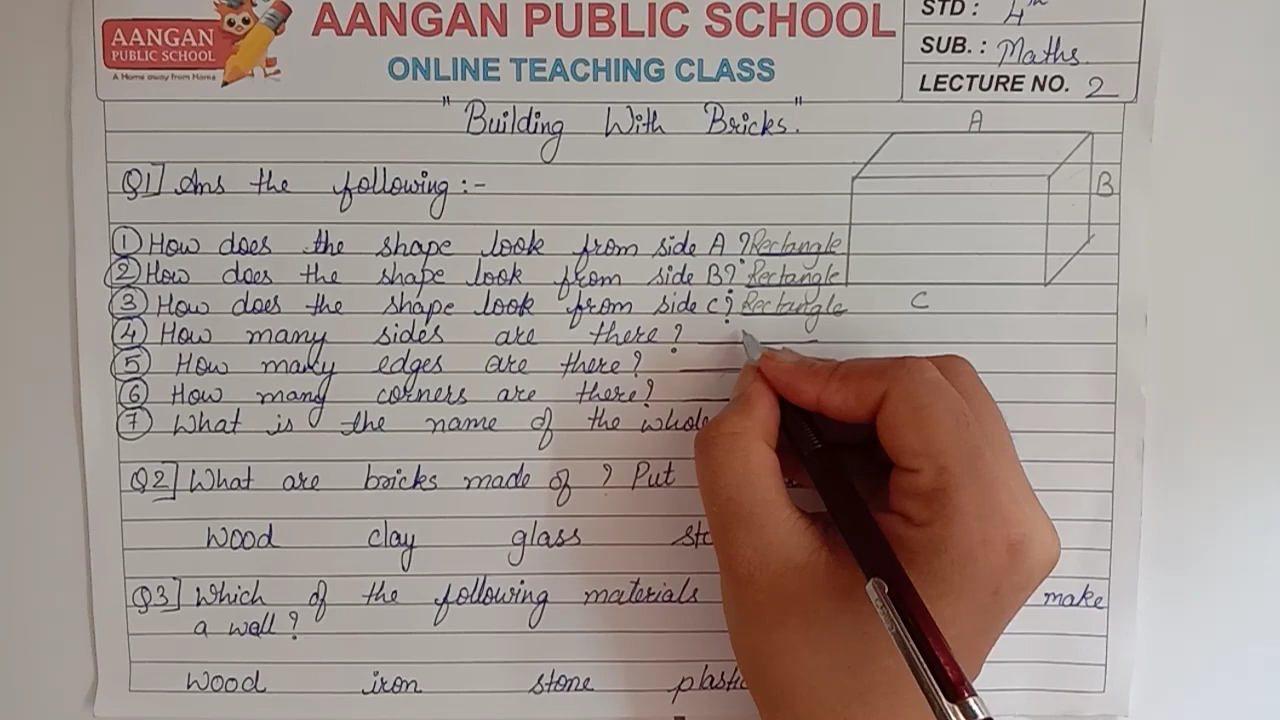 AANGAN
PUBLIC SCHOOL
A Home away from Home
AANGAN PUBLIC SCHOOL
ONLINE TEACHING CLASS
STD : 4th
SUB. : Maths.
LECTURE NO. 2
"Building With Bricks."
A
B
C
Q1] Ans the following :-
① How does the shape look from side A ? Rectangle
② How does the shape look from side B? Rectangle
③ How does the shape look from side C? Rectangle
④ How many sides are there?
⑤ How many edges are there?
⑥ How many corners are there?
⑦ What is the name of the whole
Q2] What are bricks made of ? Put
Wood clay glass
Q3] Which of the following materials make
a wall ?
Wood iron stone plastic